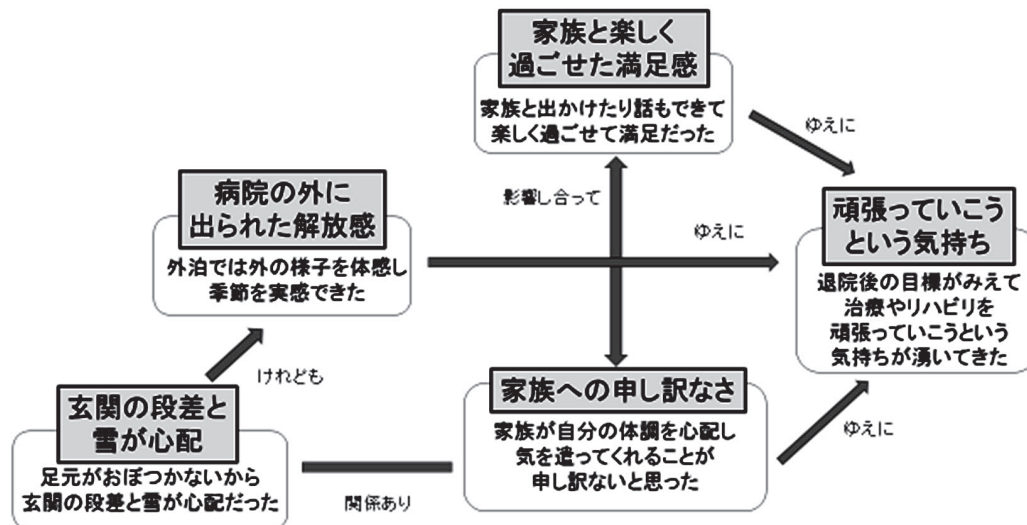 家族と楽しく
過ごせた満足感
家族と出かけたり話もできて
楽しく過ごせて満足だった
ゆえに
病院の外に
出られた解放感
外泊では外の様子を体感し
季節を実感できた
影響し合って
ゆえに
頑張っていこう
という気持ち
退院後の目標がみえて
治療やリハビリを
頑張っていこうという
気持ちが湧いてきた
けれども
玄関の段差と
雪が心配
足元がおぼつかないから
玄関の段差と雪が心配だった
関係あり
家族への申し訳なさ
家族が自分の体調を心配し
気を遣ってくれることが
申し訳ないと思った
ゆえに